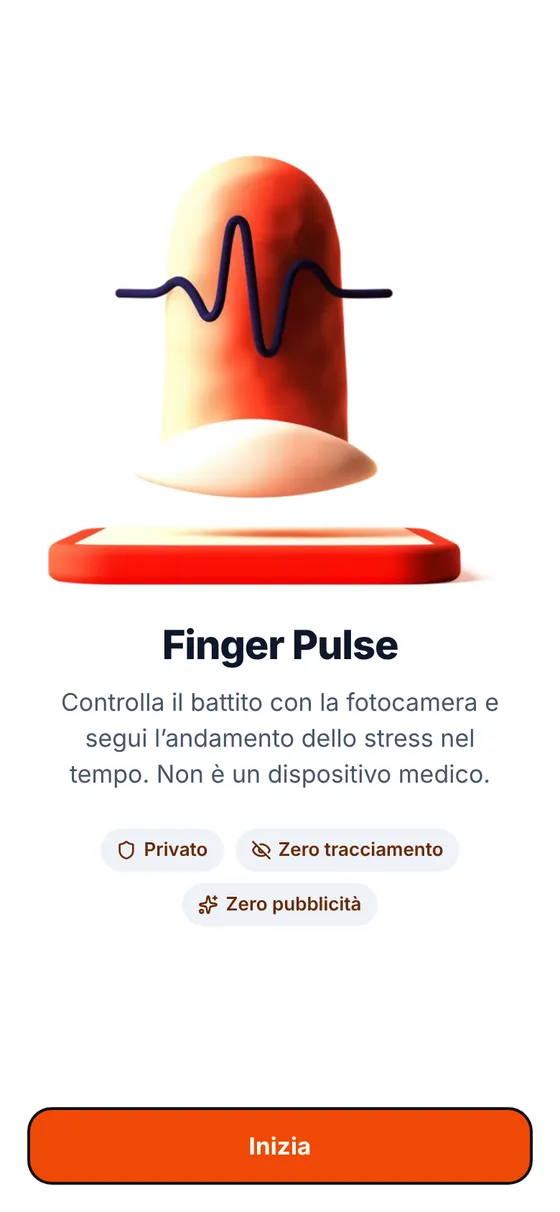 Finger Pulse
Controlla il battito con la fotocamera e
segui l’andamento dello stress nel
tempo. Non è un dispositivo medico.
Privato
Zero tracciamento
Zero pubblicità
Inizia